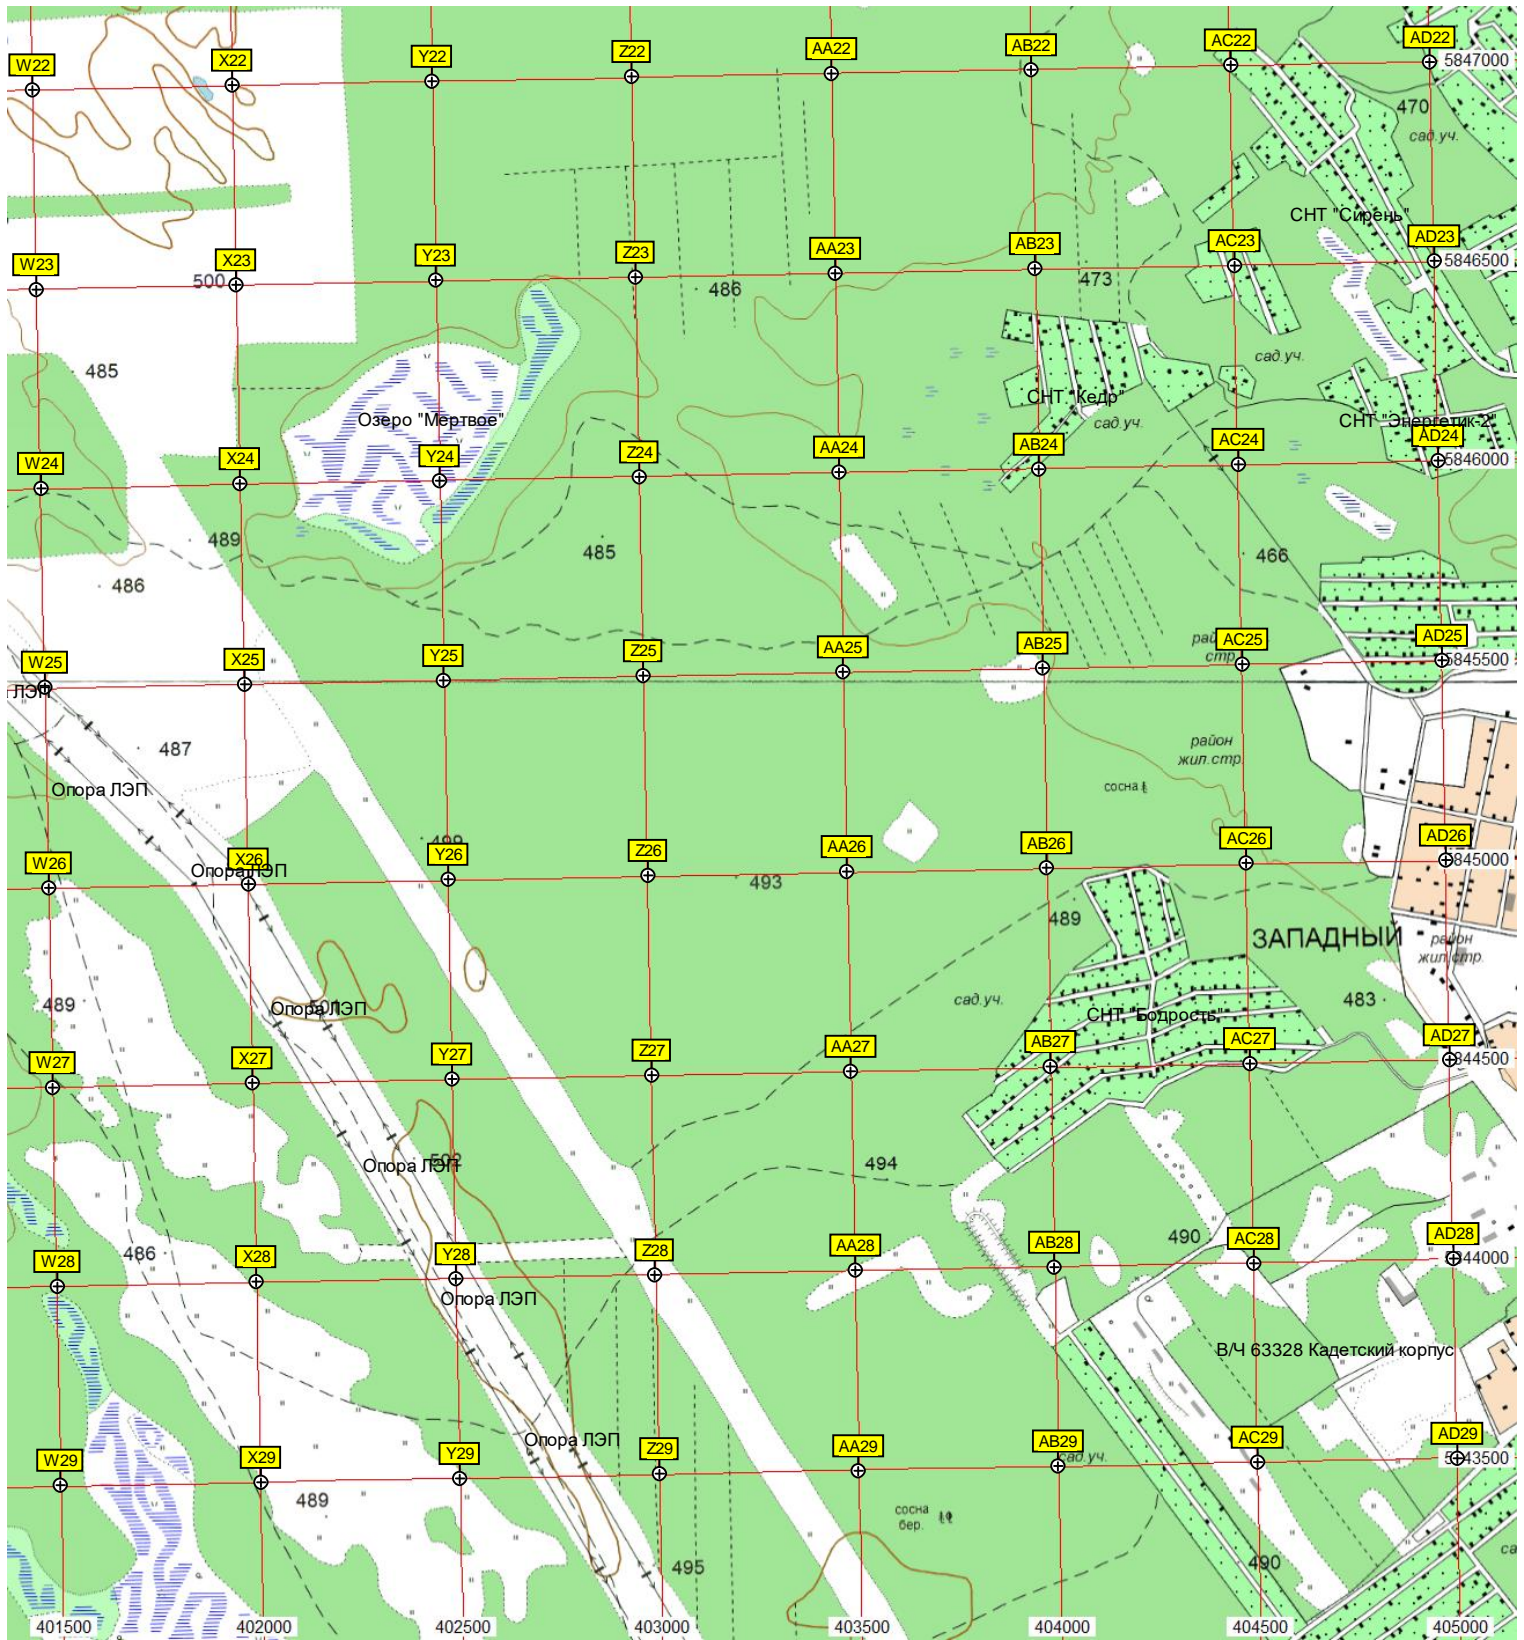 W22 X22 Y22 Z22 AA22 AB22 AC22 AD22
5847000
470
сад.уч.
СНТ "Сирень"
W23 X23 Y23 Z23 AA23 AB23 AC23 AD23
5846500
500
486
473
485
сад.уч.
СНТ "Кедр"
Озеро "Мертвое"
сад.уч.
СНТ "Энергетик-2"
W24 X24 Y24 Z24 AA24 AB24 AC24 AD24
5846000
489
485
466
486
W25 X25 Y25 Z25 AA25 AB25 AC25 AD25
5845500
ЛЭП
487
район
жил.стр.
Опора ЛЭП
сосна
W26 X26 Y26 Z26 AA26 AB26 AC26 AD26
845000
Опора ЛЭП
493
489
ЗАПАДНЫЙ
район
жил.стр.
489
Опора ЛЭП
сад.уч.
483
СНТ "Бодрость"
W27 X27 Y27 Z27 AA27 AB27 AC27 AD27
844500
Опора ЛЭП
494
486
490
W28 X28 Y28 Z28 AA28 AB28 AC28 AD28
44000
Опора ЛЭП
В/Ч 63328 Кадетский корпус
Опора ЛЭП
W29 X29 Y29 Z29 AA29 AB29 AC29 AD29
43500
сад.уч.
489
сосна
бер.
495
490
401500 402000 402500 403000 403500 404000 404500 405000